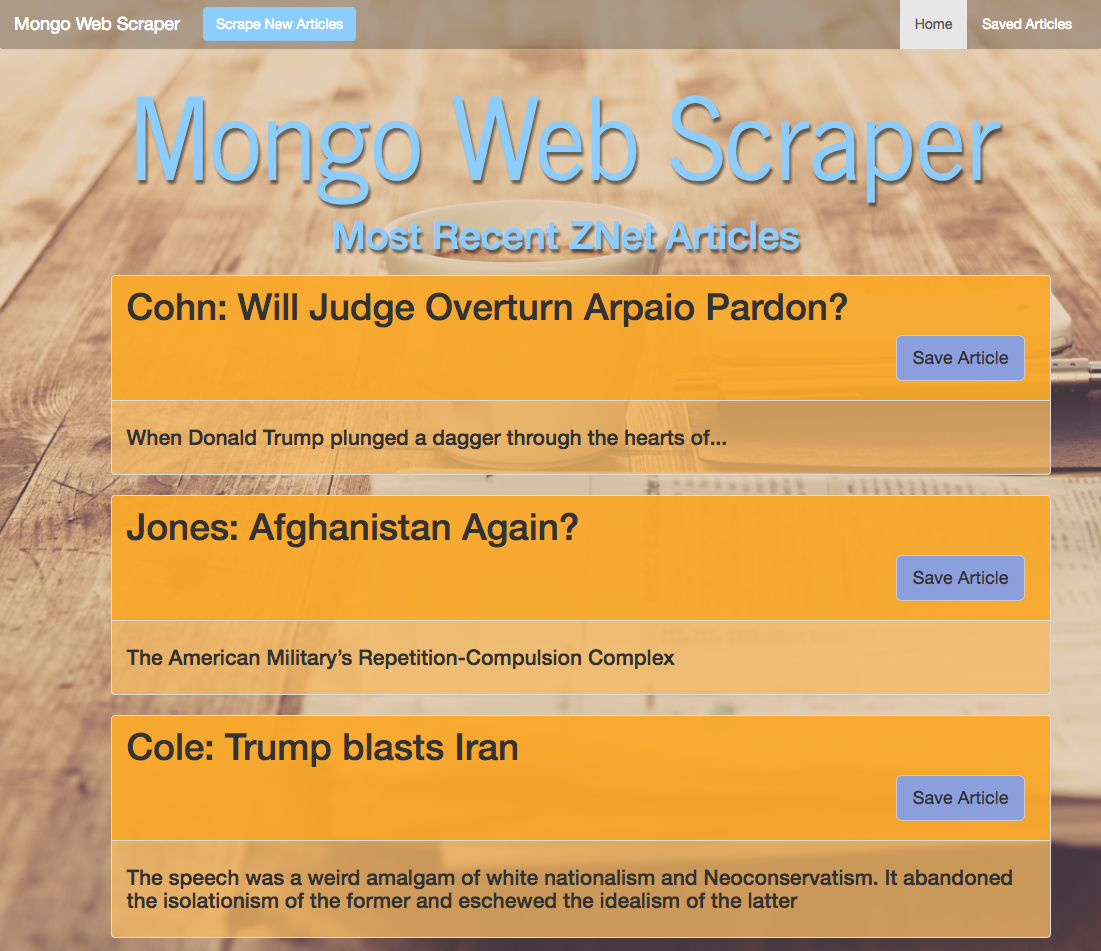 Mongo Web Scraper Scrape New Articles Home Saved Articles
Mongo Web Scraper
Most Recent ZNet Articles
Cohn: Will Judge Overturn Arpaio Pardon?
Save Article
When Donald Trump plunged a dagger through the hearts of...
Jones: Afghanistan Again?
Save Article
The American Military’s Repetition-Compulsion Complex
Cole: Trump blasts Iran
Save Article
The speech was a weird amalgam of white nationalism and Neoconservatism. It abandoned
the isolationism of the former and eschewed the idealism of the latter